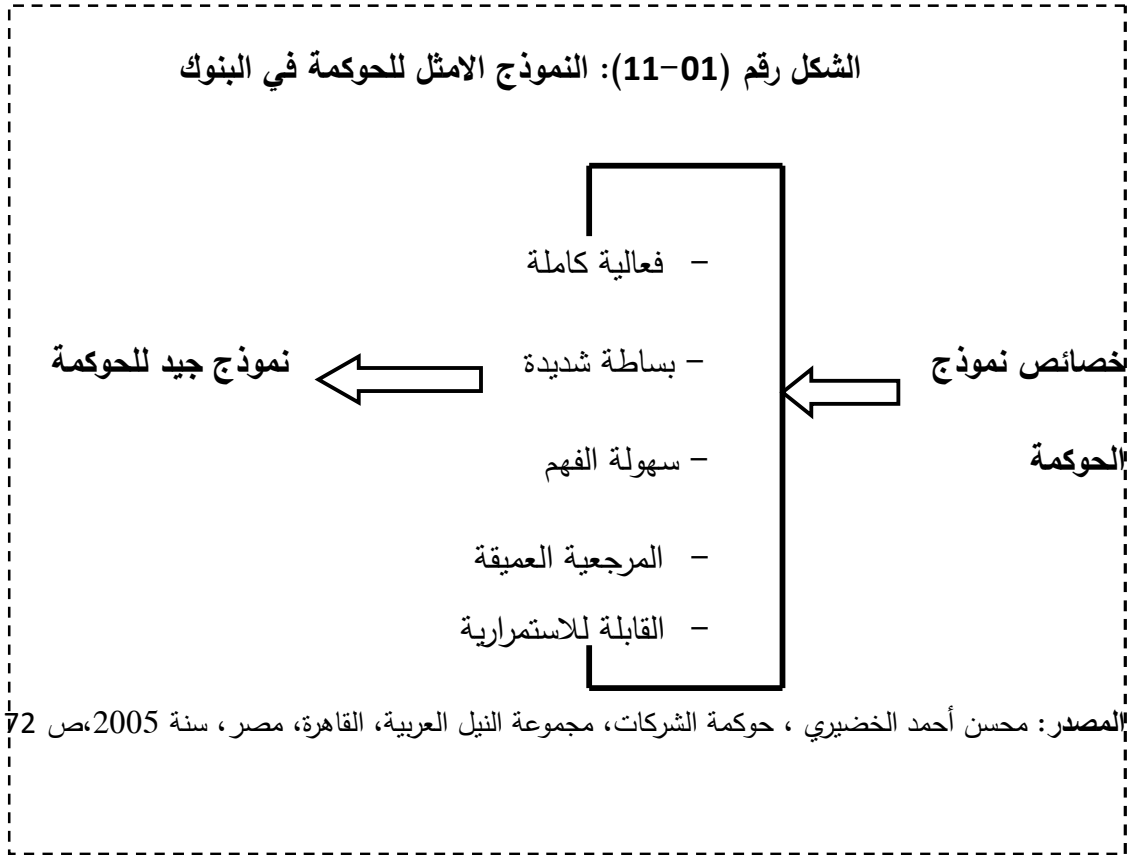 الشكل رقم (01-11): النموذج الامثل للحوكمة في البنوك
- فعالية كاملة
خصائص نموذج
- بساطة شديدة
نموذج جيد للحوكمة
الحوكمة
- سهولة الفهم
- المرجعية العميقة
- القابلة للاستمرارية
المصدر: محسن أحمد الخضيري ، حوكمة الشركات، مجموعة النيل العربية، القاهرة، مصر، سنة 2005،ص 72